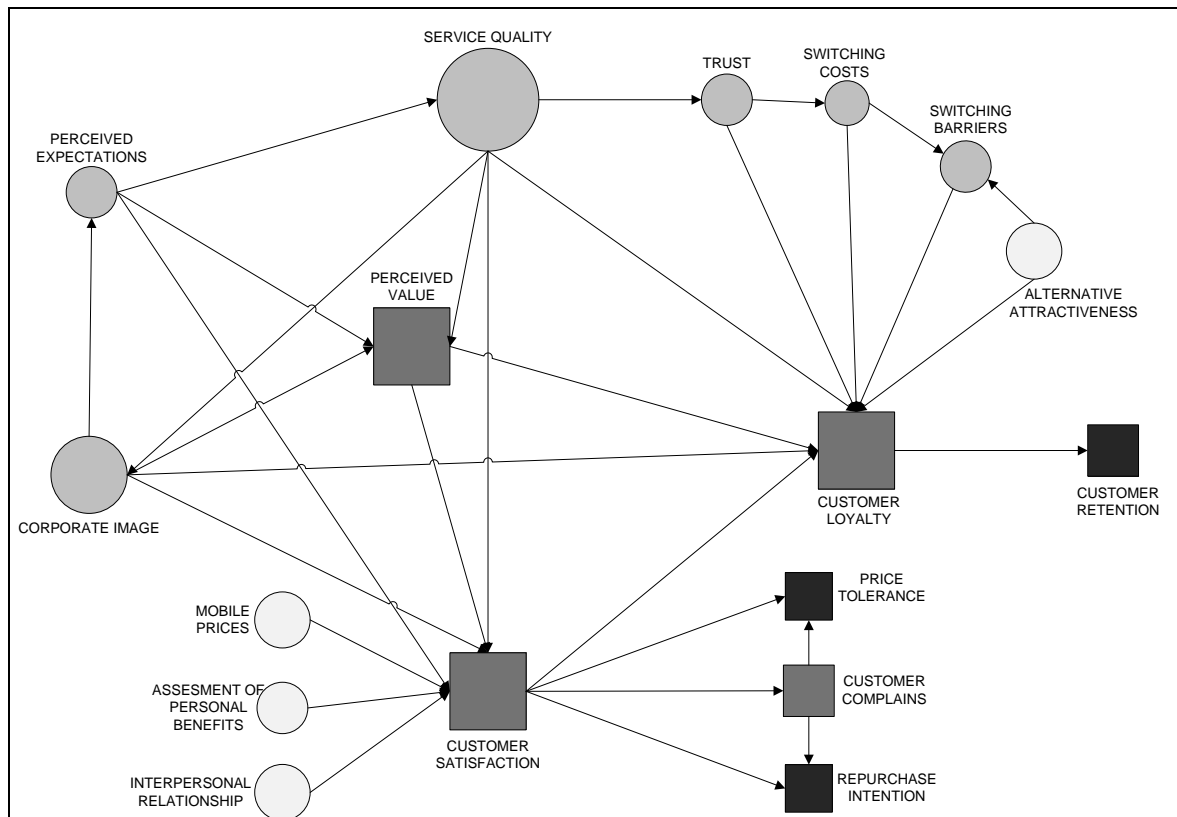 SERVICE QUALITY
TRUST
SWITCHING
COSTS
SWITCHING
BARRIERS
PERCEIVED
EXPECTATIONS
PERCEIVED
VALUE
ALTERNATIVE
ATTRACTIVENESS
CORPORATE IMAGE
CUSTOMER
LOYALTY
CUSTOMER
RETENTION
MOBILE
PRICES
PRICE
TOLERANCE
ASSESMENT OF
PERSONAL
BENEFITS
CUSTOMER
COMPLAINS
CUSTOMER
SATISFACTION
INTERPERSONAL
RELATIONSHIP
REPURCHASE
INTENTION